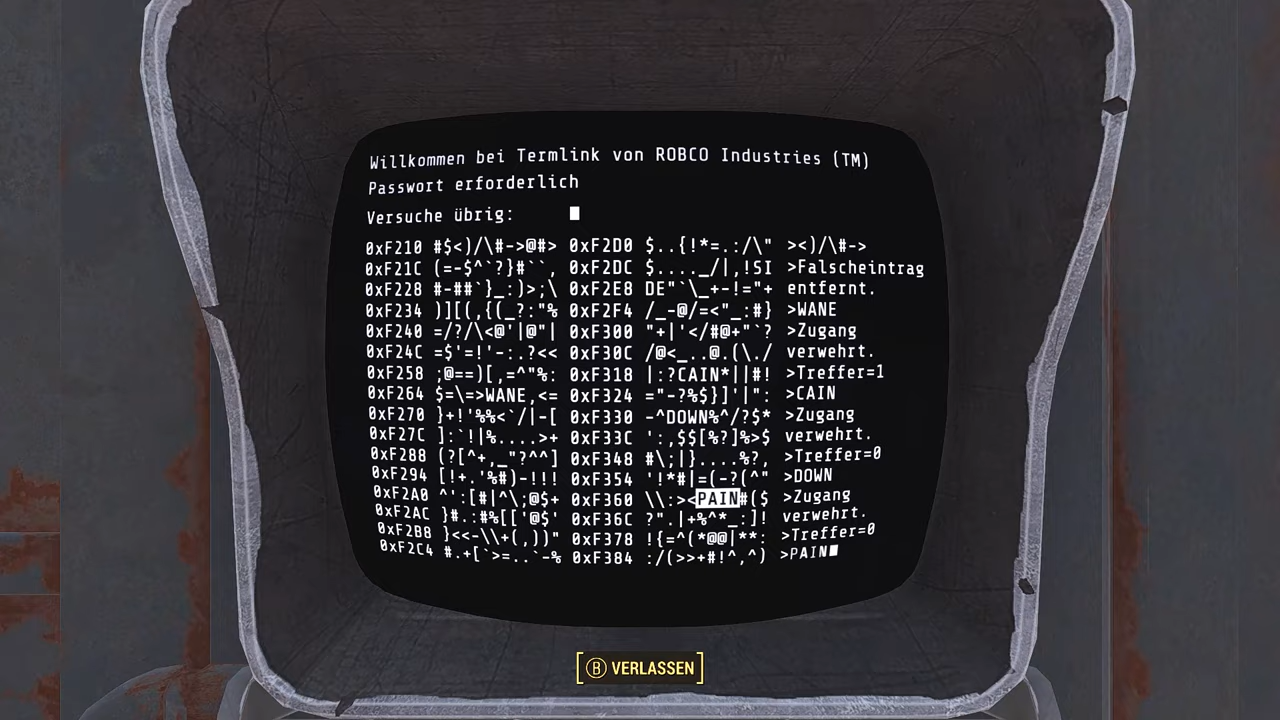 Willkommen bei Termlink von ROBCO Industries (TM)
Passwort erforderlich
Versuche übrig: ■
0xF210 #$<)/\#->@#> 0xF2D0 $..{!*=.:/\" ><)/\#->
0xF21C (=-$^`?}#``, 0xF2DC $...._/|,!SI >Falscheintrag
0xF228 #-##`}_:)>;\ 0xF2E8 DE"`\_+-!="+ entfernt.
0xF234 )][(,{(_?:"% 0xF2F4 /_-@/=<"_:#} >WANE
0xF240 =/?/\<@'|@"| 0xF300 "+|'</#@+"`? >Zugang
0xF24C =$'=!'-:.?<< 0xF30C /@<_..@.(\./ verwehrt.
0xF258 ;@==)[,=^"%: 0xF318 |:?CAIN*||#! >Treffer=1
0xF264 $=\=>WANE,<= 0xF324 ="-?%$}]'|": >CAIN
0xF270 }+!'%%<`/|-[ 0xF330 -^DOWN%^/?$* >Zugang
0xF27C ]:`!|%....>+ 0xF33C ':,$$[%?]%>$ verwehrt.
0xF288 (?[^+,_"?^^] 0xF348 #\;|}....%?, >Treffer=0
0xF294 [!+.'%#)-!!! 0xF354 '!*#|=(-?(^" >DOWN
0xF2A0 ^':[#|^\;@$+ 0xF360 \\:><PAIN#($ >Zugang
0xF2AC }#.:#%[['@$' 0xF36C ?".|+%^*_:]! verwehrt.
0xF2B8 }<<-\\+(,))" 0xF378 !{=^(*@@|**: >Treffer=0
0xF2C4 #.+[`>=..`-% 0xF384 :/(>>+#!^,^) >PAIN■
[Ⓑ VERLASSEN]